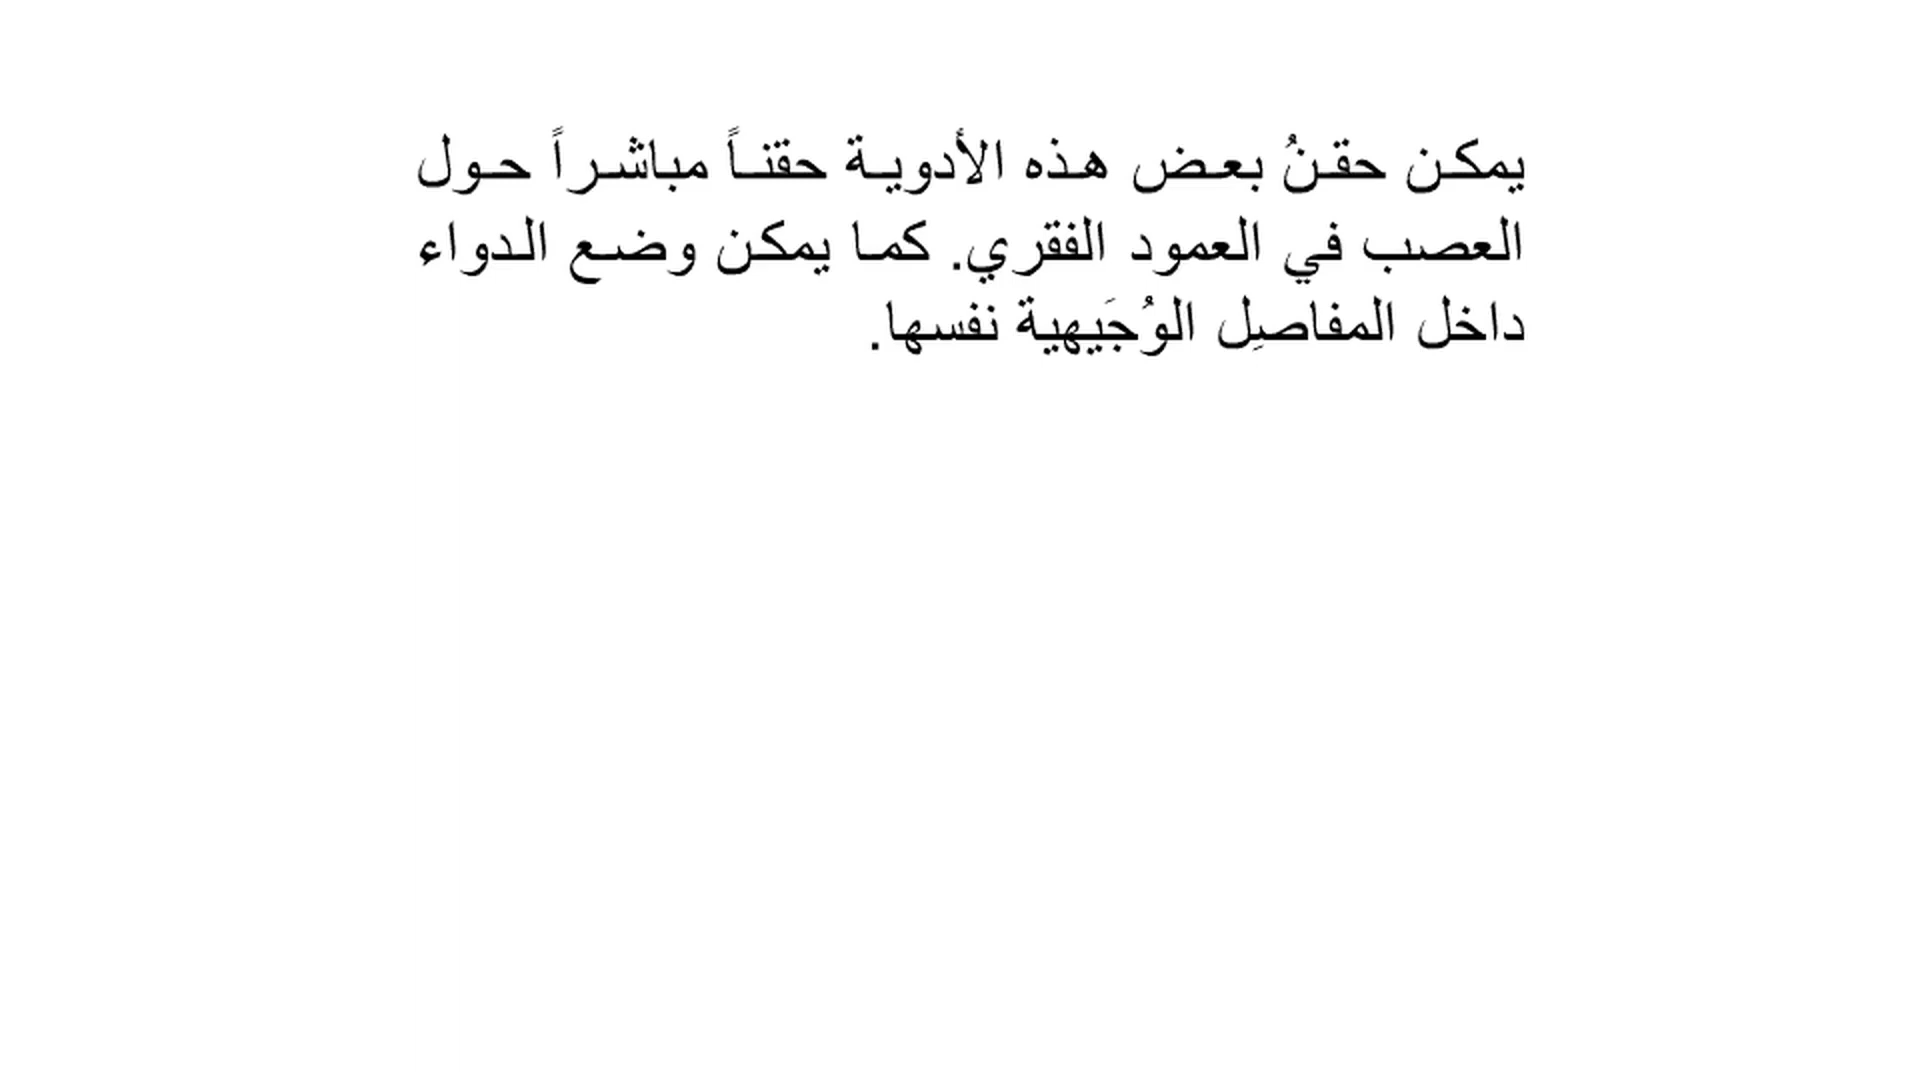 يمكن حقنُ بعض هذه الأدوية حقناً مباشراً حول
العصب في العمود الفقري. كما يمكن وضع الدواء
داخل المفاصِل الوُجَيهية نفسها.